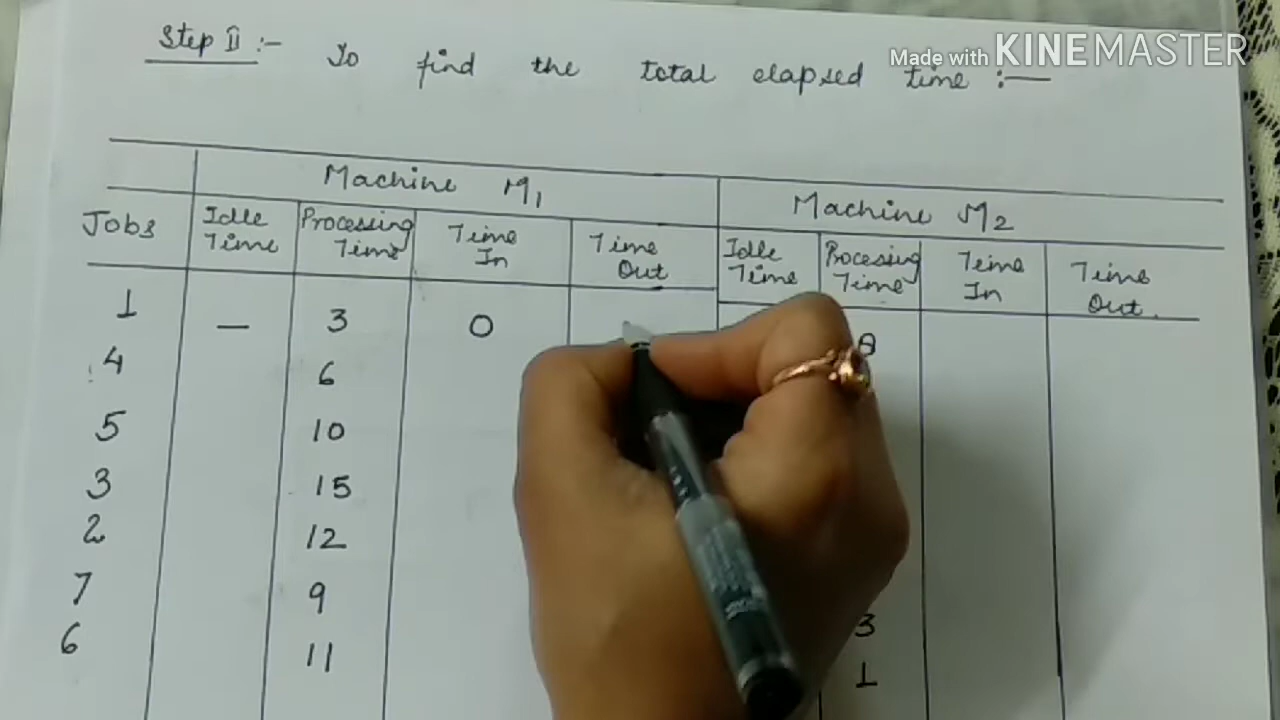 Step II :- To find the total elapsed time :-
Made with KINEMASTER
Machine M1 Machine M2
Jobs Idle Time Processing Time Time In Time Out Idle Time Processing Time Time In Time Out.
1 — 3 0 8
4 6
5 10
3 15
2 12
7 9 3
6 11 1